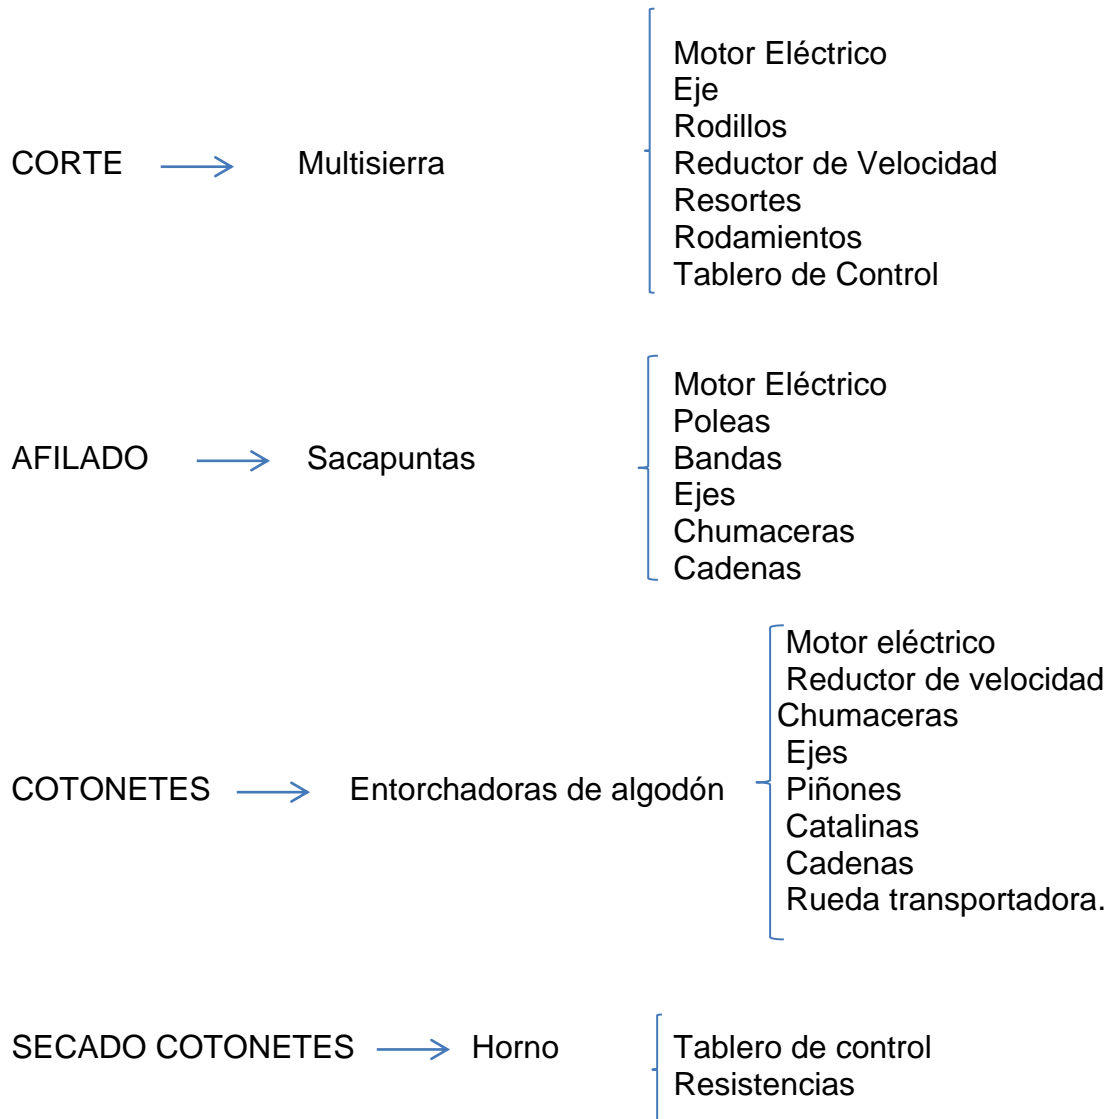 CORTE → Multisierra
Motor Eléctrico
Eje
Rodillos
Reductor de Velocidad
Resortes
Rodamientos
Tablero de Control
AFILADO → Sacapuntas
Motor Eléctrico
Poleas
Bandas
Ejes
Chumaceras
Cadenas
COTONETES → Entorchadoras de algodón
Motor eléctrico
Reductor de velocidad
Chumaceras
Ejes
Piñones
Catalinas
Cadenas
Rueda transportadora.
SECADO COTONETES → Horno
Tablero de control
Resistencias